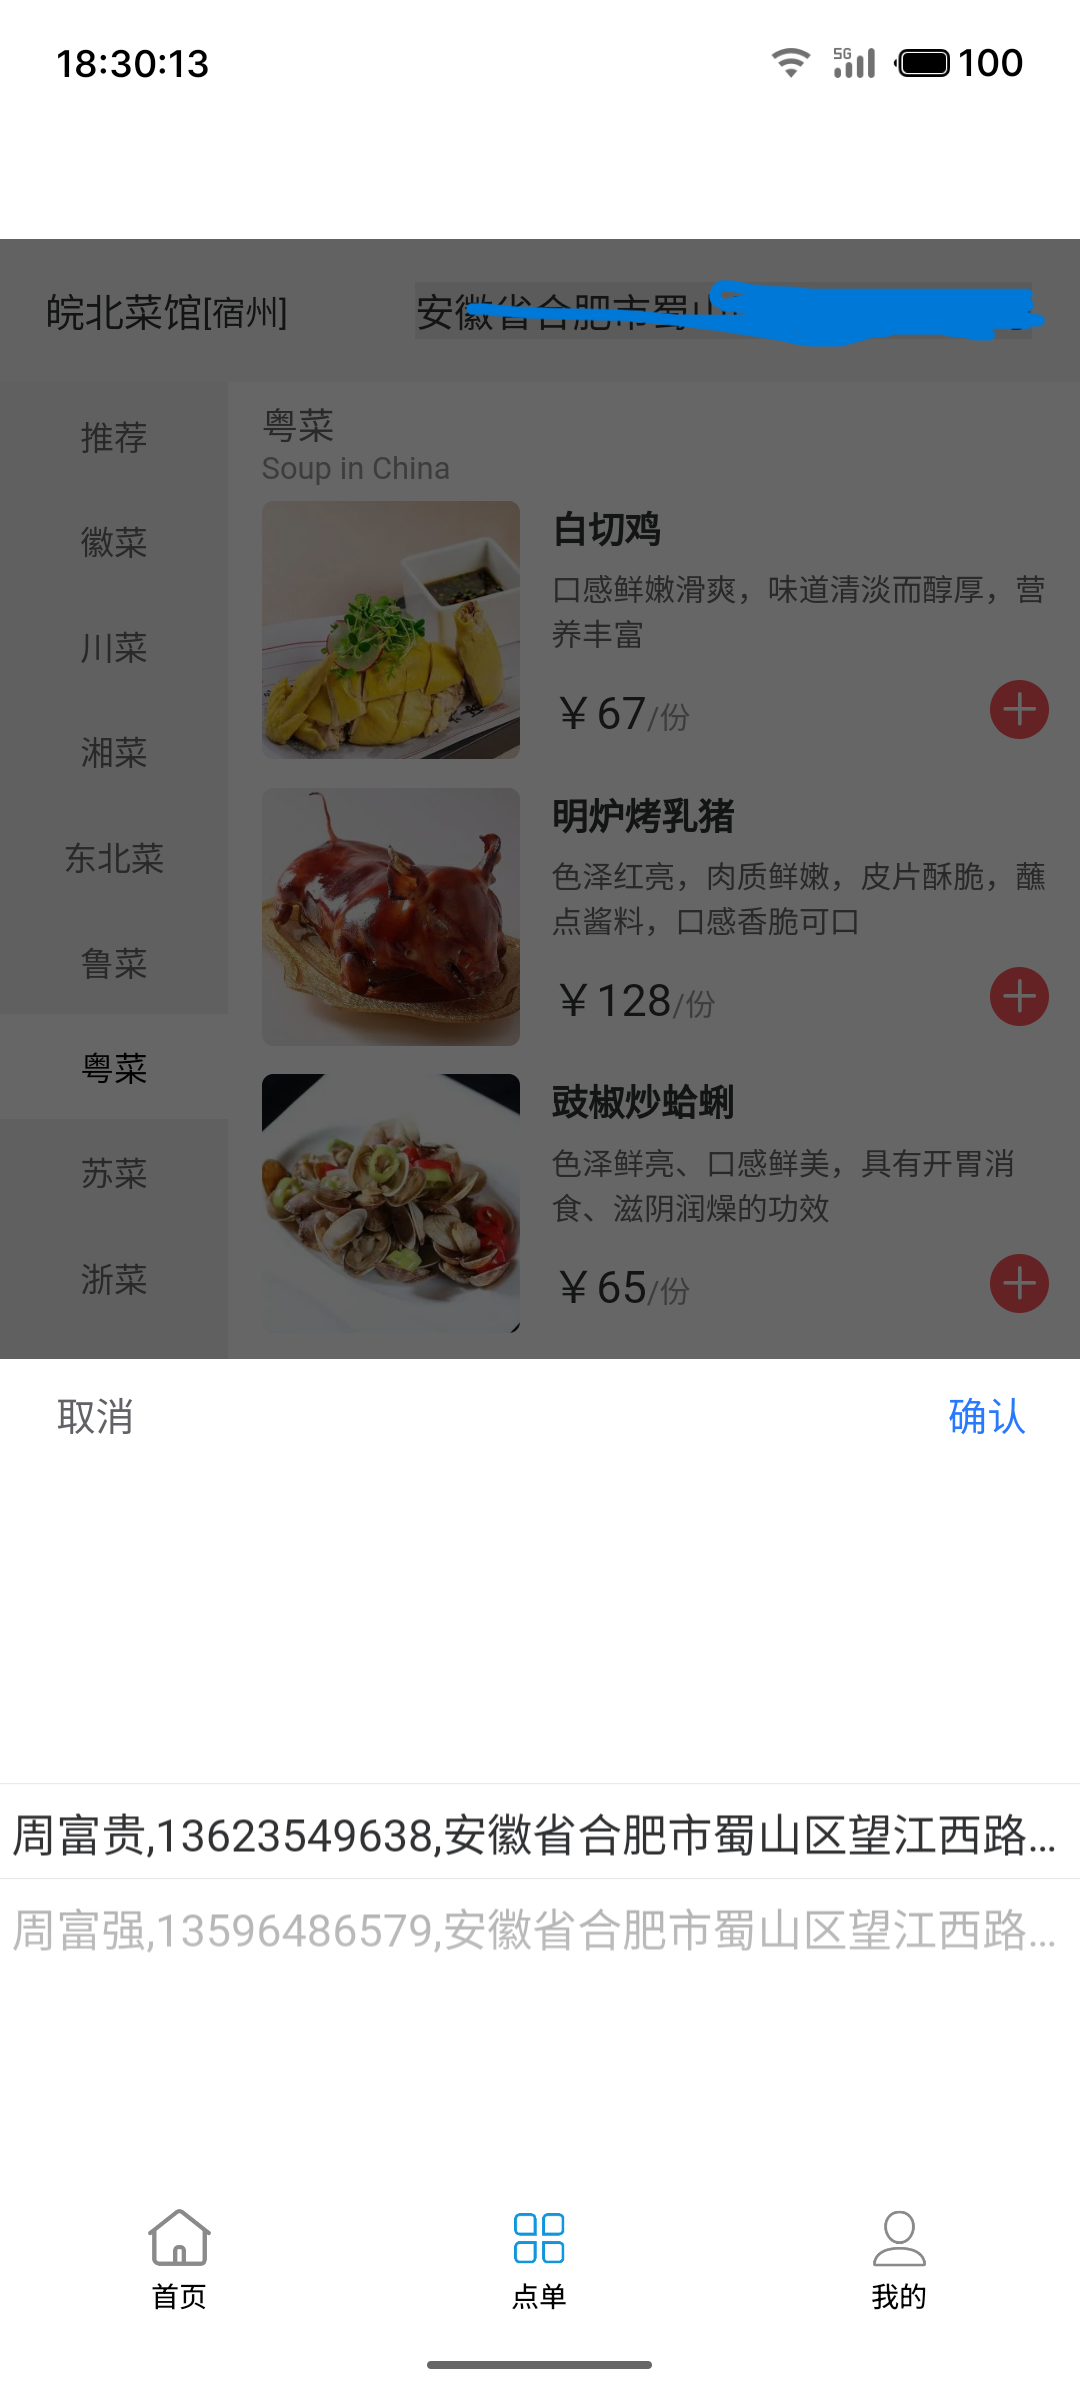 18:30:13
5G
100
皖北菜馆[宿州]
安徽省合肥市蜀
推荐
徽菜
川菜
湘菜
东北菜
鲁菜
粤菜
苏菜
浙菜
粤菜
Soup in China
白切鸡
口感鲜嫩滑爽，味道清淡而醇厚，营
养丰富
￥67/份
明炉烤乳猪
色泽红亮，肉质鲜嫩，皮片酥脆，蘸
点酱料，口感香脆可口
￥128/份
豉椒炒蛤蜊
色泽鲜亮、口感鲜美，具有开胃消
食、滋阴润燥的功效
￥65/份
取消
确认
周富贵,13623549638,安徽省合肥市蜀山区望江西路...
周富强,13596486579,安徽省合肥市蜀山区望江西路...
首页
点单
我的